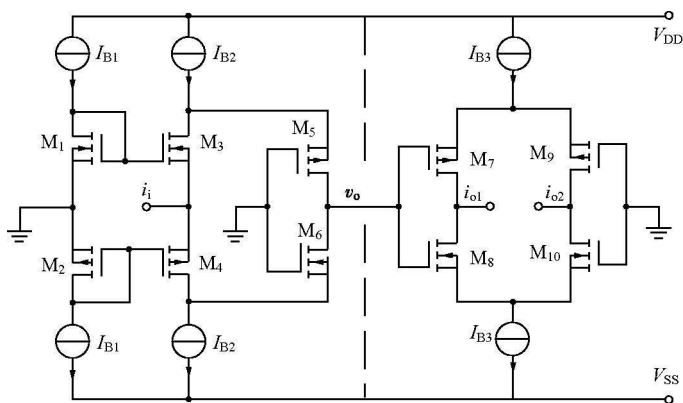 I_B1 I_B2 I_B3 V_DD
M_1 M_3 M_5 M_7 M_9
i_i v_o i_o1 i_o2
M_2 M_4 M_6 M_8 M_10
I_B1 I_B2 I_B3 V_SS